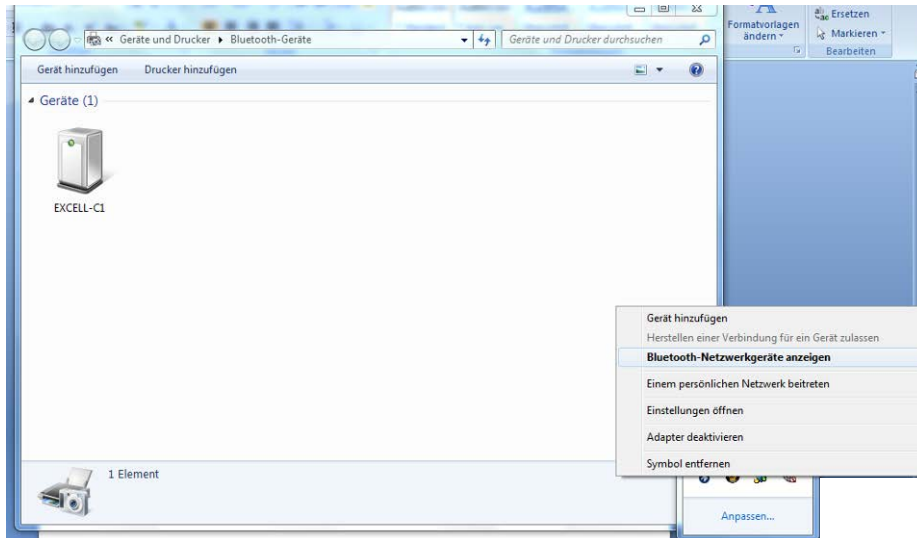 Formatvorlagen
ändern
Ersetzen
Markieren
Bearbeiten
« Geräte und Drucker ▸ Bluetooth-Geräte
Geräte und Drucker durchsuchen
Gerät hinzufügen Drucker hinzufügen
Geräte (1)
EXCELL-C1
Gerät hinzufügen
Herstellen einer Verbindung für ein Gerät zulassen
Bluetooth-Netzwerkgeräte anzeigen
Einem persönlichen Netzwerk beitreten
Einstellungen öffnen
Adapter deaktivieren
Symbol entfernen
1 Element
Anpassen...